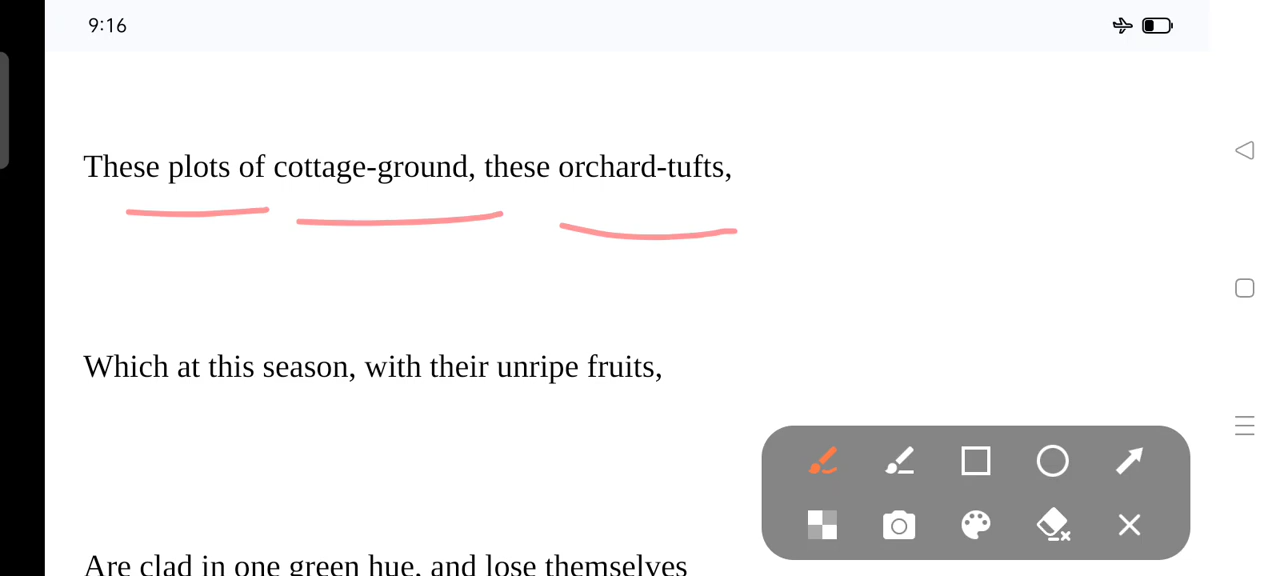 9:16
These plots of cottage-ground, these orchard-tufts,
Which at this season, with their unripe fruits,
Are clad in one green hue, and lose themselves